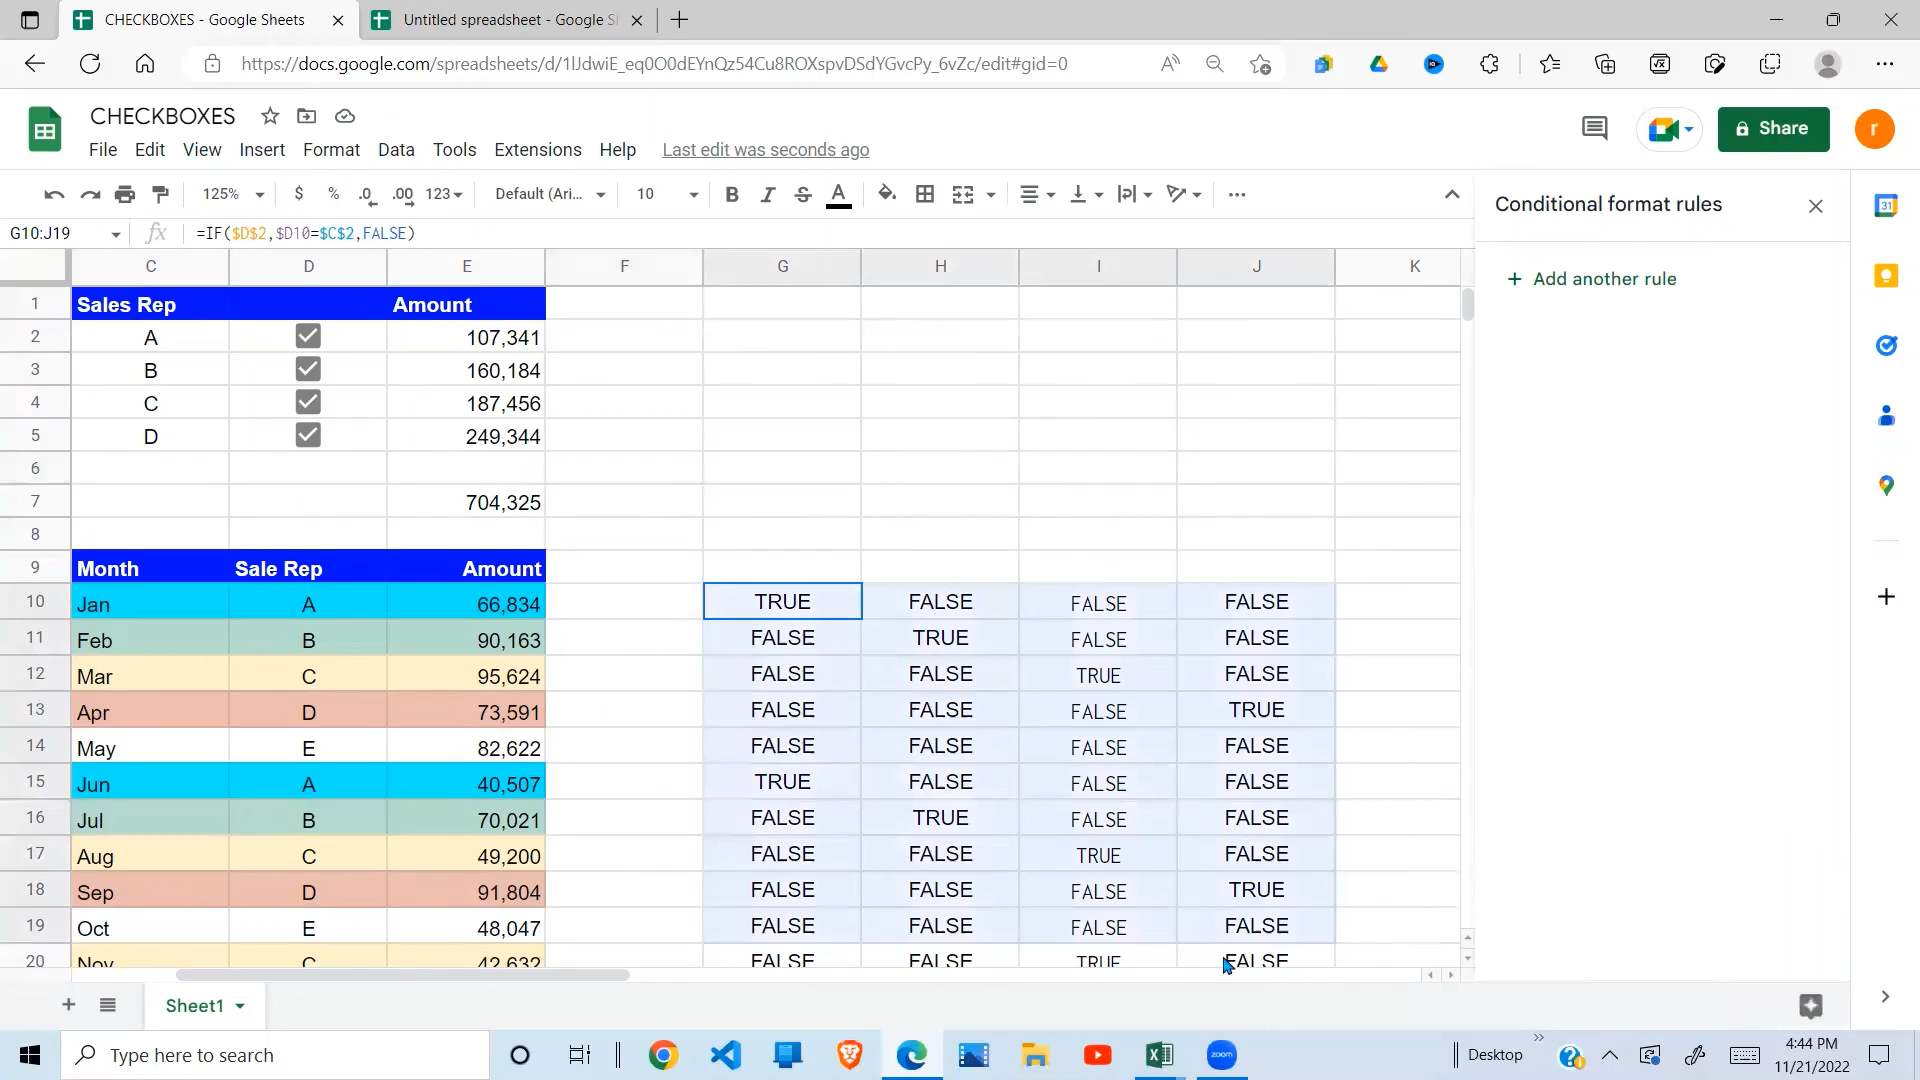 CHECKBOXES - Google Sheets
Untitled spreadsheet - Google S
https://docs.google.com/spreadsheets/d/1lJdwiE_eq0O0dEYnQz54Cu8ROXspvDSdYGvcPy_6vZc/edit#gid=0
CHECKBOXES
Share
r
File Edit View Insert Format Data Tools Extensions Help Last edit was seconds ago
125% $ % .0 .00 123 Default (Ari... 10 B I S A
Conditional format rules
G10:J19 fx =IF($D$2,$D10=$C$2,FALSE)
+ Add another rule
C D E F G H I J K
1 Sales Rep Amount
2 A 107,341
3 B 160,184
4 C 187,456
5 D 249,344
6
7 704,325
8
9 Month Sale Rep Amount
10 Jan A 66,834 TRUE FALSE FALSE FALSE
11 Feb B 90,163 FALSE TRUE FALSE FALSE
12 Mar C 95,624 FALSE FALSE TRUE FALSE
13 Apr D 73,591 FALSE FALSE FALSE TRUE
14 May E 82,622 FALSE FALSE FALSE FALSE
15 Jun A 40,507 TRUE FALSE FALSE FALSE
16 Jul B 70,021 FALSE TRUE FALSE FALSE
17 Aug C 49,200 FALSE FALSE TRUE FALSE
18 Sep D 91,804 FALSE FALSE FALSE TRUE
19 Oct E 48,047 FALSE FALSE FALSE FALSE
20 Nov C 42,632 FALSE FALSE TRUE FALSE
Sheet1
Type here to search
zoom
Desktop
4:44 PM
11/21/2022